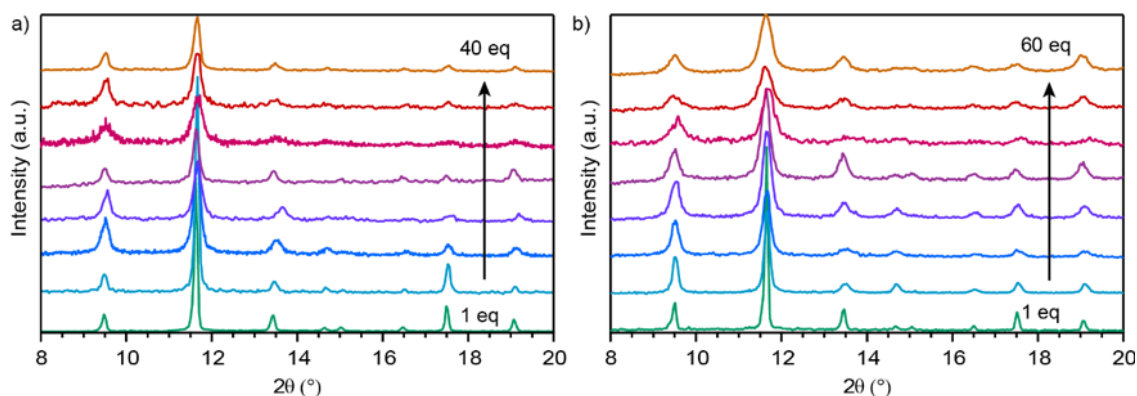 a)
Intensity (a.u.)
40 eq
1 eq
8 10 12 14 16 18 20
2θ (°)
b)
Intensity (a.u.)
60 eq
1 eq
8 10 12 14 16 18 20
2θ (°)